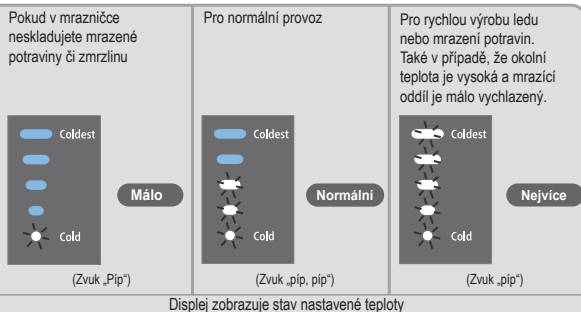 Pokud v mrazničce
neskladujete mrazené
potraviny či zmrzlinu
Coldest
Málo
Cold
(Zvuk „Píp“)
Pro normální provoz
Coldest
Normální
Cold
(Zvuk „píp, píp“)
Pro rychlou výrobu ledu
nebo mrazení potravin.
Také v případě, že okolní
teplota je vysoká a mrazící
oddíl je málo vychlazený.
Coldest
Nejvíce
Cold
(Zvuk „píp“)
Displej zobrazuje stav nastavené teploty